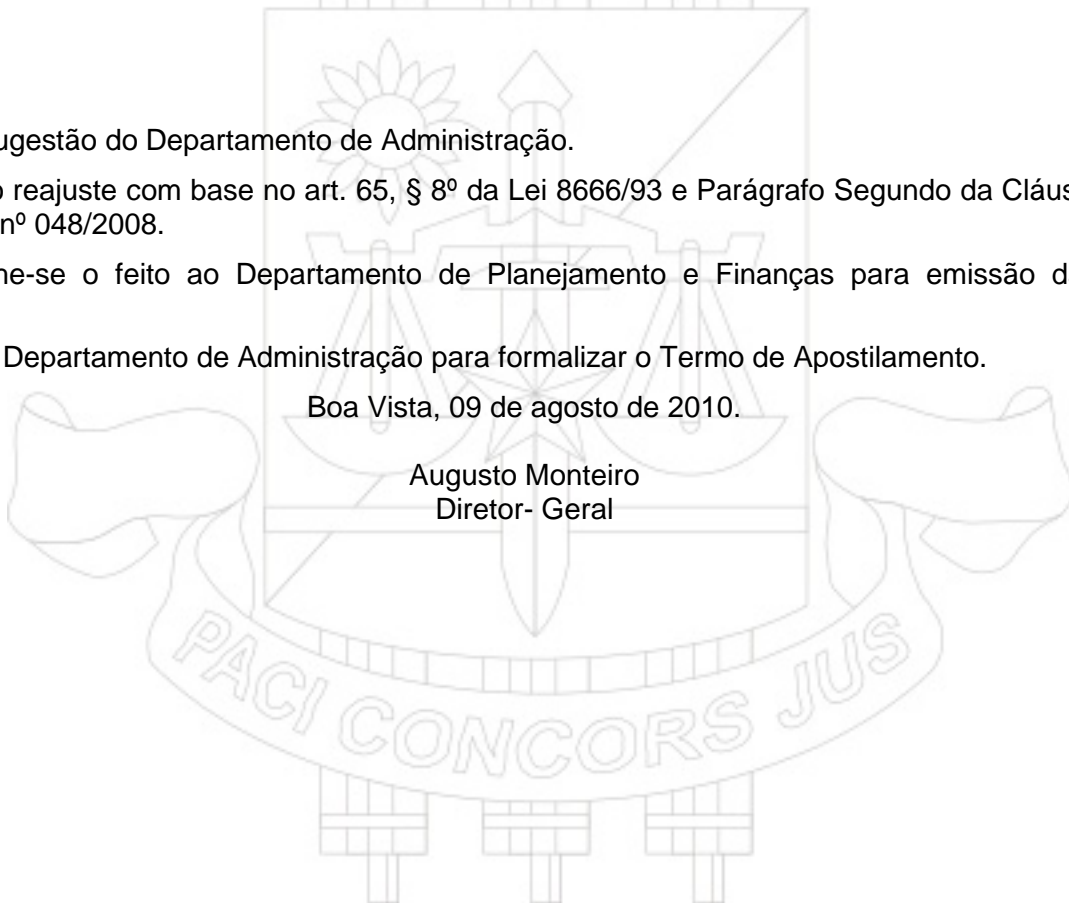 ugestão do Departamento de Administração.
o reajuste com base no art. 65, § 8º da Lei 8666/93 e Parágrafo Segundo da Cláus
nº 048/2008.
ne-se o feito ao Departamento de Planejamento e Finanças para emissão d
Departamento de Administração para formalizar o Termo de Apostilamento.
Boa Vista, 09 de agosto de 2010.
Augusto Monteiro
Diretor- Geral
PACI CONCORS JUS